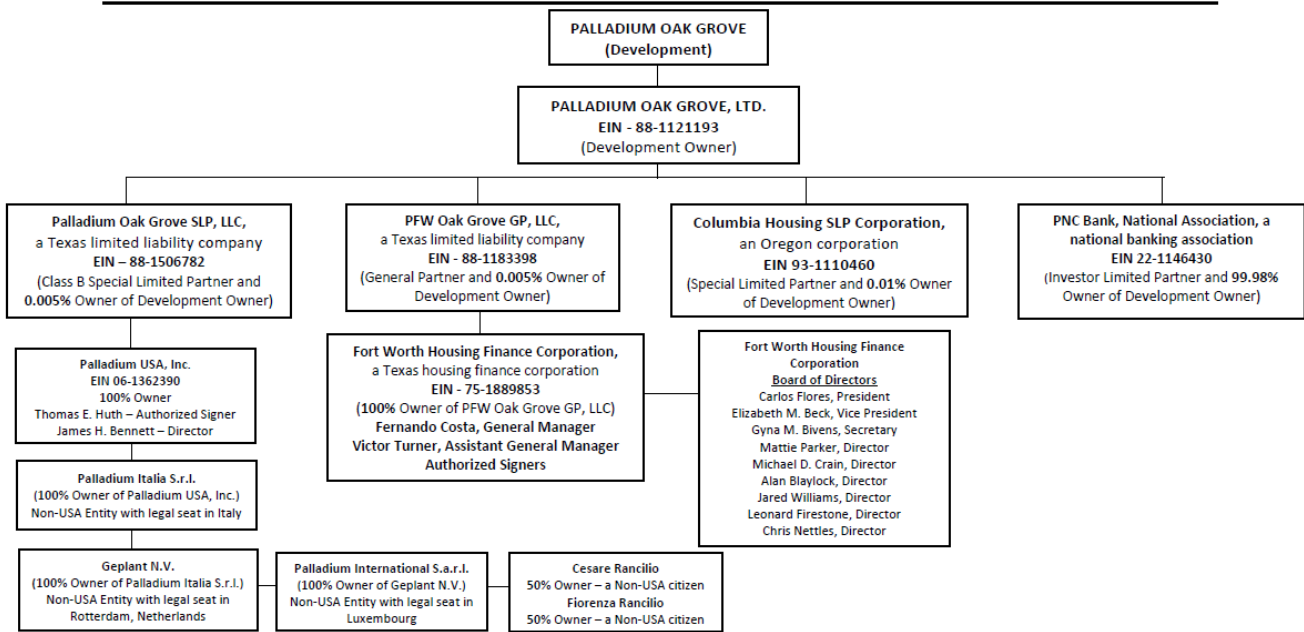 PALLADIUM OAK GROVE
(Development)
PALLADIUM OAK GROVE, LTD.
EIN - 88-1121193
(Development Owner)
Palladium Oak Grove SLP, LLC,
a Texas limited liability company
EIN – 88-1506782
(Class B Special Limited Partner and
0.005% Owner of Development Owner)
PFW Oak Grove GP, LLC,
a Texas limited liability company
EIN - 88-1183398
(General Partner and 0.005% Owner of
Development Owner)
Columbia Housing SLP Corporation,
an Oregon corporation
EIN 93-1110460
(Special Limited Partner and 0.01% Owner
of Development Owner)
PNC Bank, National Association, a
national banking association
EIN 22-1146430
(Investor Limited Partner and 99.98%
Owner of Development Owner)
Palladium USA, Inc.
EIN 06-1362390
100% Owner
Thomas E. Huth – Authorized Signer
James H. Bennett – Director
Fort Worth Housing Finance Corporation,
a Texas housing finance corporation
EIN - 75-1889853
(100% Owner of PFW Oak Grove GP, LLC)
Fernando Costa, General Manager
Victor Turner, Assistant General Manager
Authorized Signers
Fort Worth Housing Finance
Corporation
Board of Directors
Carlos Flores, President
Elizabeth M. Beck, Vice President
Gyna M. Bivens, Secretary
Mattie Parker, Director
Michael D. Crain, Director
Alan Blaylock, Director
Jared Williams, Director
Leonard Firestone, Director
Chris Nettles, Director
Palladium Italia S.r.l.
(100% Owner of Palladium USA, Inc.)
Non-USA Entity with legal seat in Italy
Geplant N.V.
(100% Owner of Palladium Italia S.r.l.)
Non-USA Entity with legal seat in
Rotterdam, Netherlands
Palladium International S.a.r.l.
(100% Owner of Geplant N.V.)
Non-USA Entity with legal seat in
Luxembourg
Cesare Rancilio
50% Owner – a Non-USA citizen
Fiorenza Rancilio
50% Owner – a Non-USA citizen